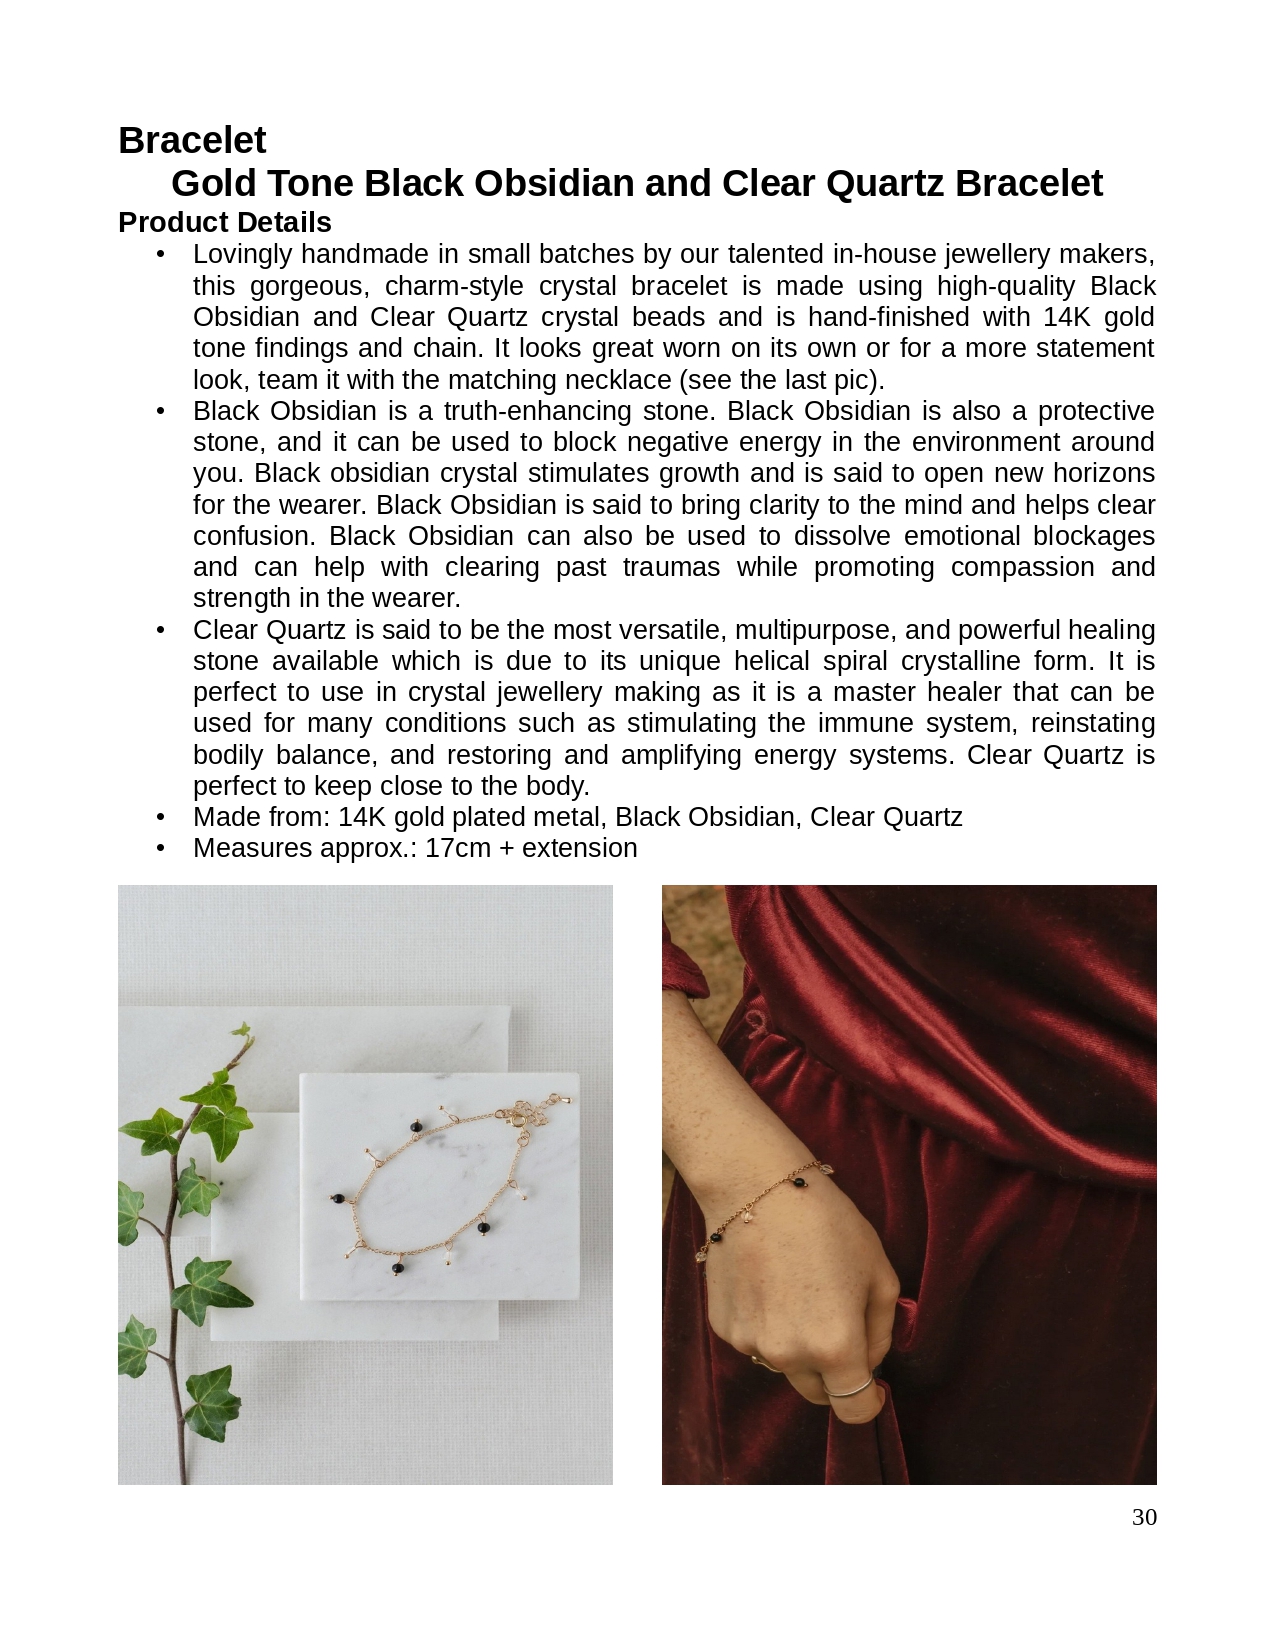 Bracelet
Gold Tone Black Obsidian and Clear Quartz Bracelet
Product Details
• Lovingly handmade in small batches by our talented in-house jewellery makers,
this gorgeous, charm-style crystal bracelet is made using high-quality Black
Obsidian and Clear Quartz crystal beads and is hand-finished with 14K gold
tone findings and chain. It looks great worn on its own or for a more statement
look, team it with the matching necklace (see the last pic).
• Black Obsidian is a truth-enhancing stone. Black Obsidian is also a protective
stone, and it can be used to block negative energy in the environment around
you. Black obsidian crystal stimulates growth and is said to open new horizons
for the wearer. Black Obsidian is said to bring clarity to the mind and helps clear
confusion. Black Obsidian can also be used to dissolve emotional blockages
and can help with clearing past traumas while promoting compassion and
strength in the wearer.
• Clear Quartz is said to be the most versatile, multipurpose, and powerful healing
stone available which is due to its unique helical spiral crystalline form. It is
perfect to use in crystal jewellery making as it is a master healer that can be
used for many conditions such as stimulating the immune system, reinstating
bodily balance, and restoring and amplifying energy systems. Clear Quartz is
perfect to keep close to the body.
• Made from: 14K gold plated metal, Black Obsidian, Clear Quartz
• Measures approx.: 17cm + extension
30